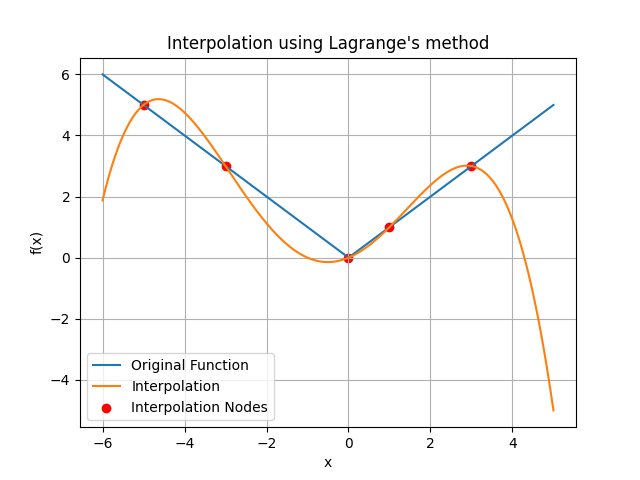 Interpolation using Lagrange's method
f(x)
6
4
2
0
−2
−4
Original Function
Interpolation
Interpolation Nodes
−6 −4 −2 0 2 4
x